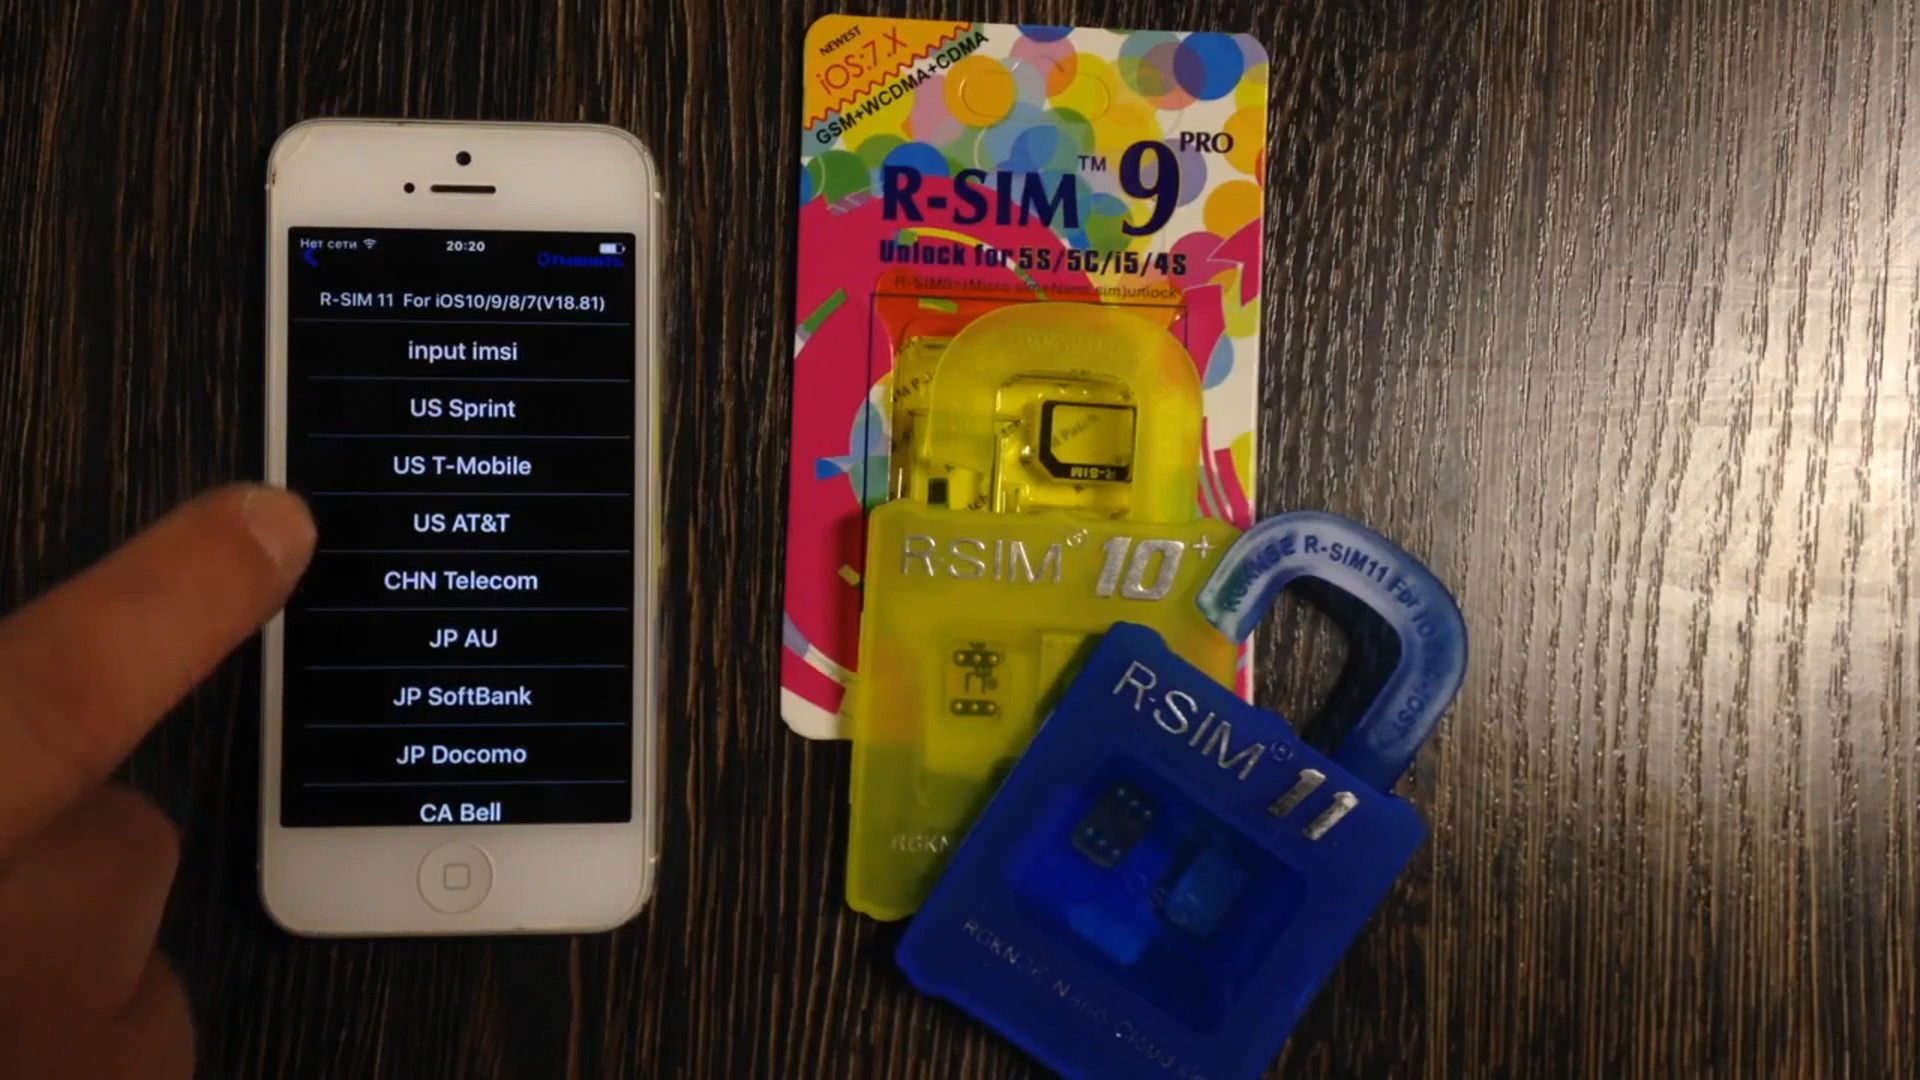 Нет сети
20:20
Отменить
R-SIM 11 For iOS10/9/8/7(V18.81)
input imsi
US Sprint
US T-Mobile
US AT&T
CHN Telecom
JP AU
JP SoftBank
JP Docomo
CA Bell
NEWEST
iOS:7.X
GSM+WCDMA+CDMA
R-SIM™ 9 PRO
Unlock for 5S/5C/i5/4S
R-SIM
R-SIM® 10+
R-SIM11 For
R-SIM® 11